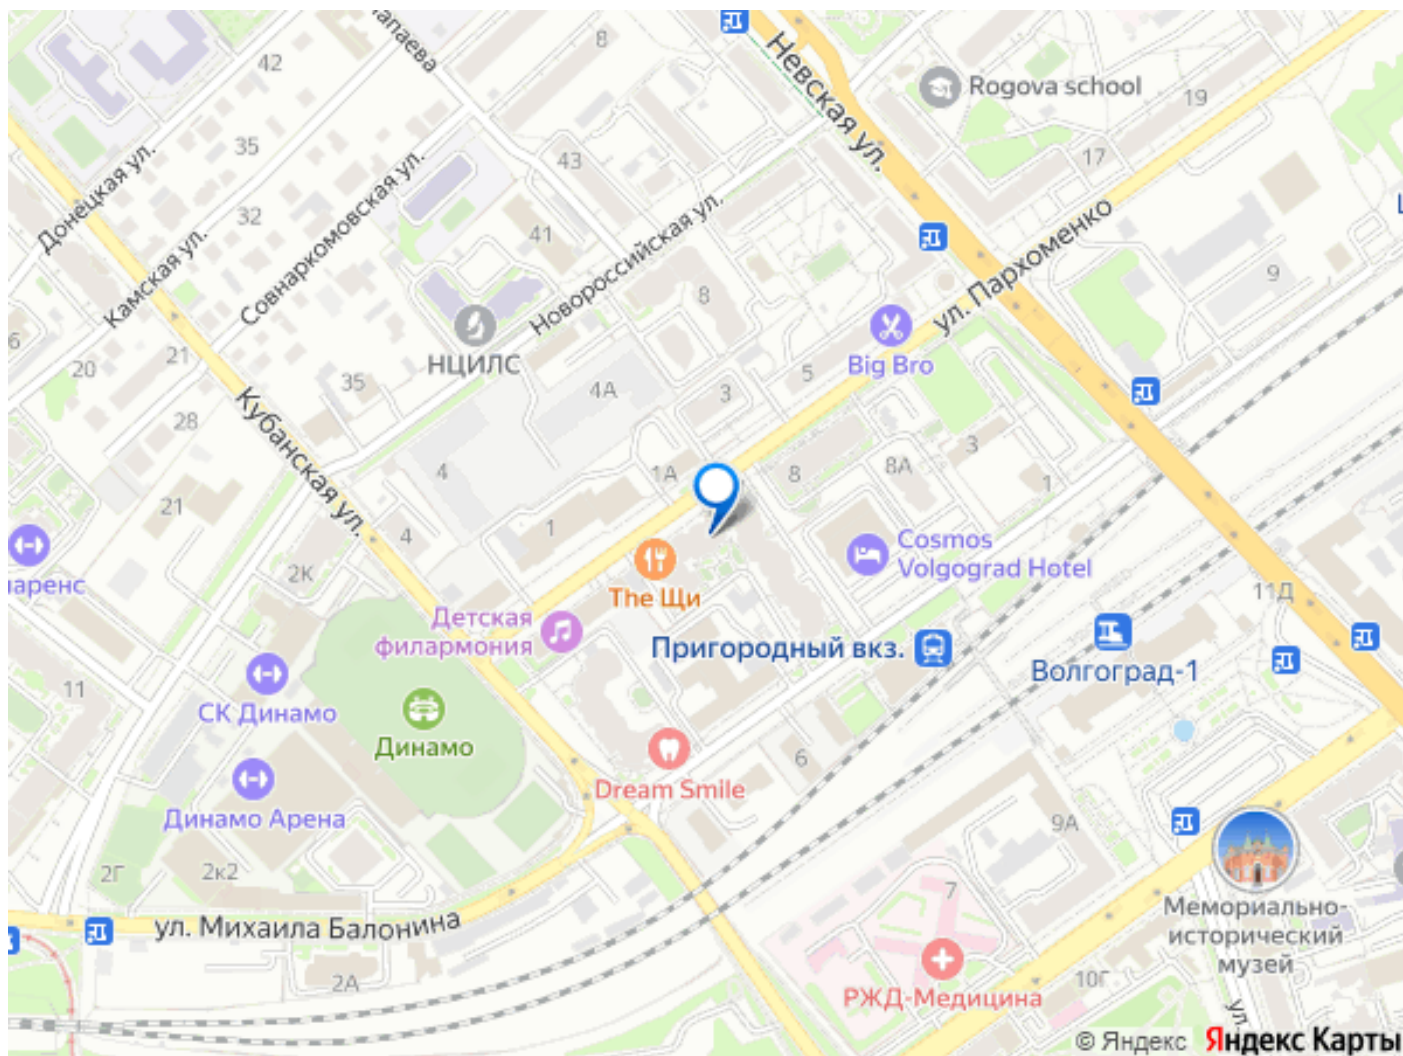 42
8
Невская ул.
Rogova school
19
35
43
17
Донецкая ул.
Совнаркомовская ул.
32
41
Новороссийская ул.
ул. Пархоменко
Камская ул.
8
9
НЦИЛС
Big Bro
20
21
35
4А
3
5
28
Кубанская ул.
4
1А
8
8А
3
1
21
1
4
2К
Cosmos
Volgograd Hotel
The Щи
11Д
Детская
филармония
Пригородный вкз.
Волгоград-1
11
СК Динамо
Динамо
6
Dream Smile
Динамо Арена
9А
2Г
2к2
7
ул. Михаила Балонина
Мемориально-
исторический
музей
2А
РЖД-Медицина
10Г
ул.
© Яндекс Яндекс Карты